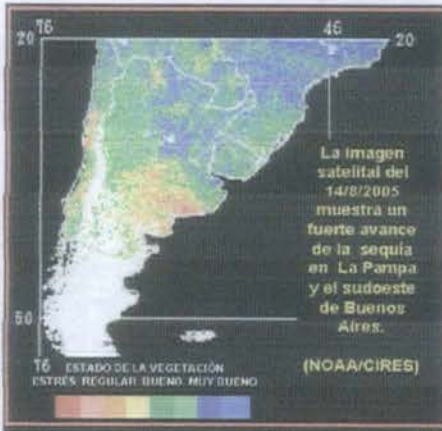 76 46
20 20
La imagen
satelital del
14/8/2005
muestra un
fuerte avance
de la sequía
en La Pampa
y el sudoeste
de Buenos
Aires.
50
(NOAA/CIRES)
76
ESTADO DE LA VEGETACIÓN
ESTRÉS REGULAR BUENO MUY BUENO